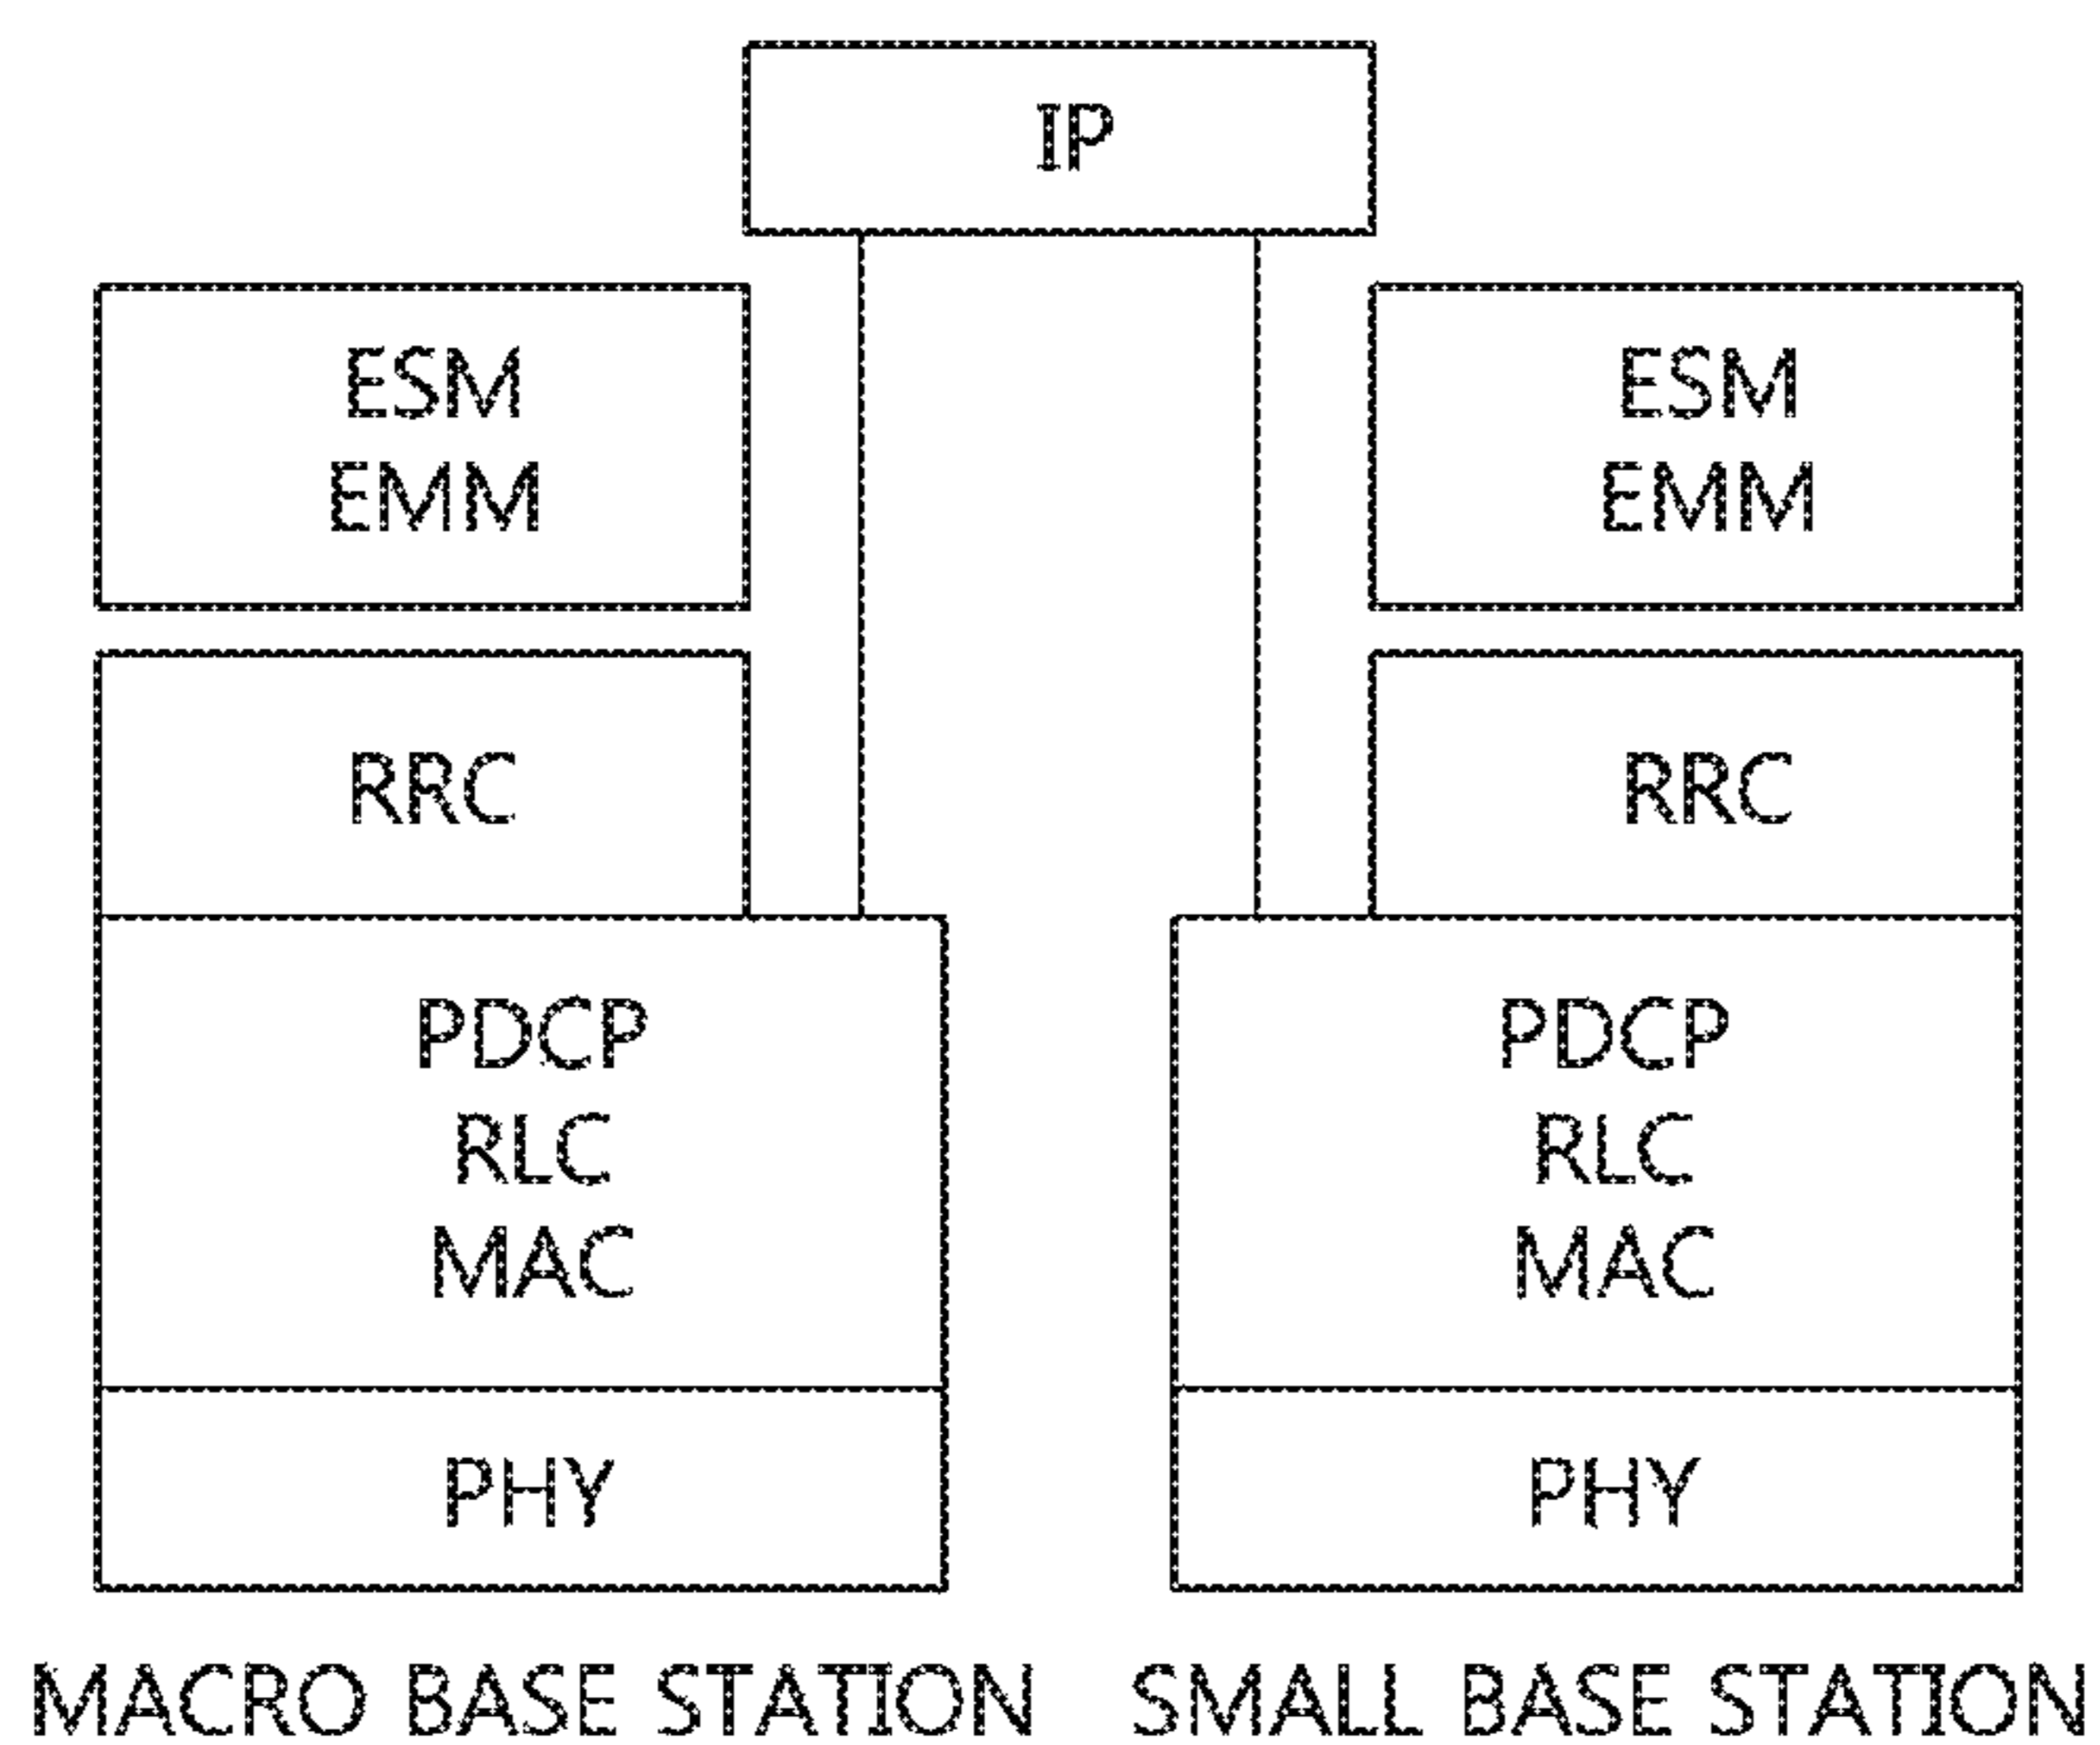 IP
ESM
EMM
RRC
PDCP
RLC
MAC
PHY
MACRO BASE STATION
ESM
EMM
RRC
PDCP
RLC
MAC
PHY
SMALL BASE STATION